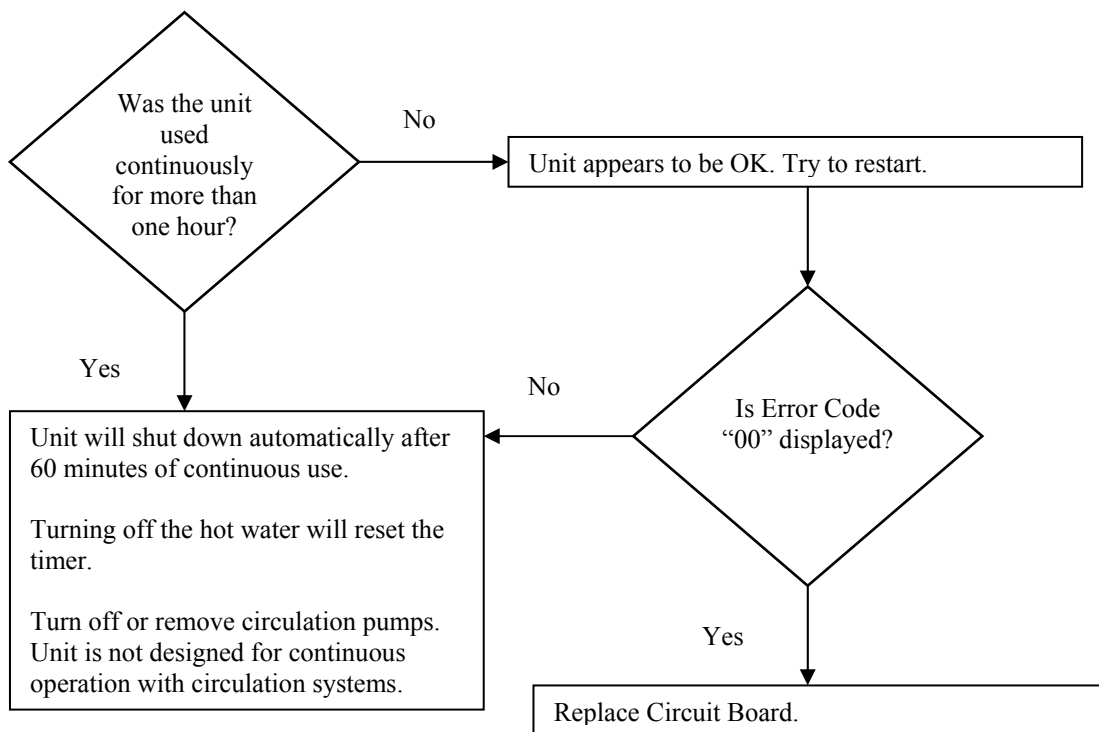 Was the unit
used
continuously
for more than
one hour?
No
Unit appears to be OK. Try to restart.
Yes
No
Is Error Code
“00” displayed?
Unit will shut down automatically after
60 minutes of continuous use.
Turning off the hot water will reset the
timer.
Turn off or remove circulation pumps.
Unit is not designed for continuous
operation with circulation systems.
Yes
Replace Circuit Board.